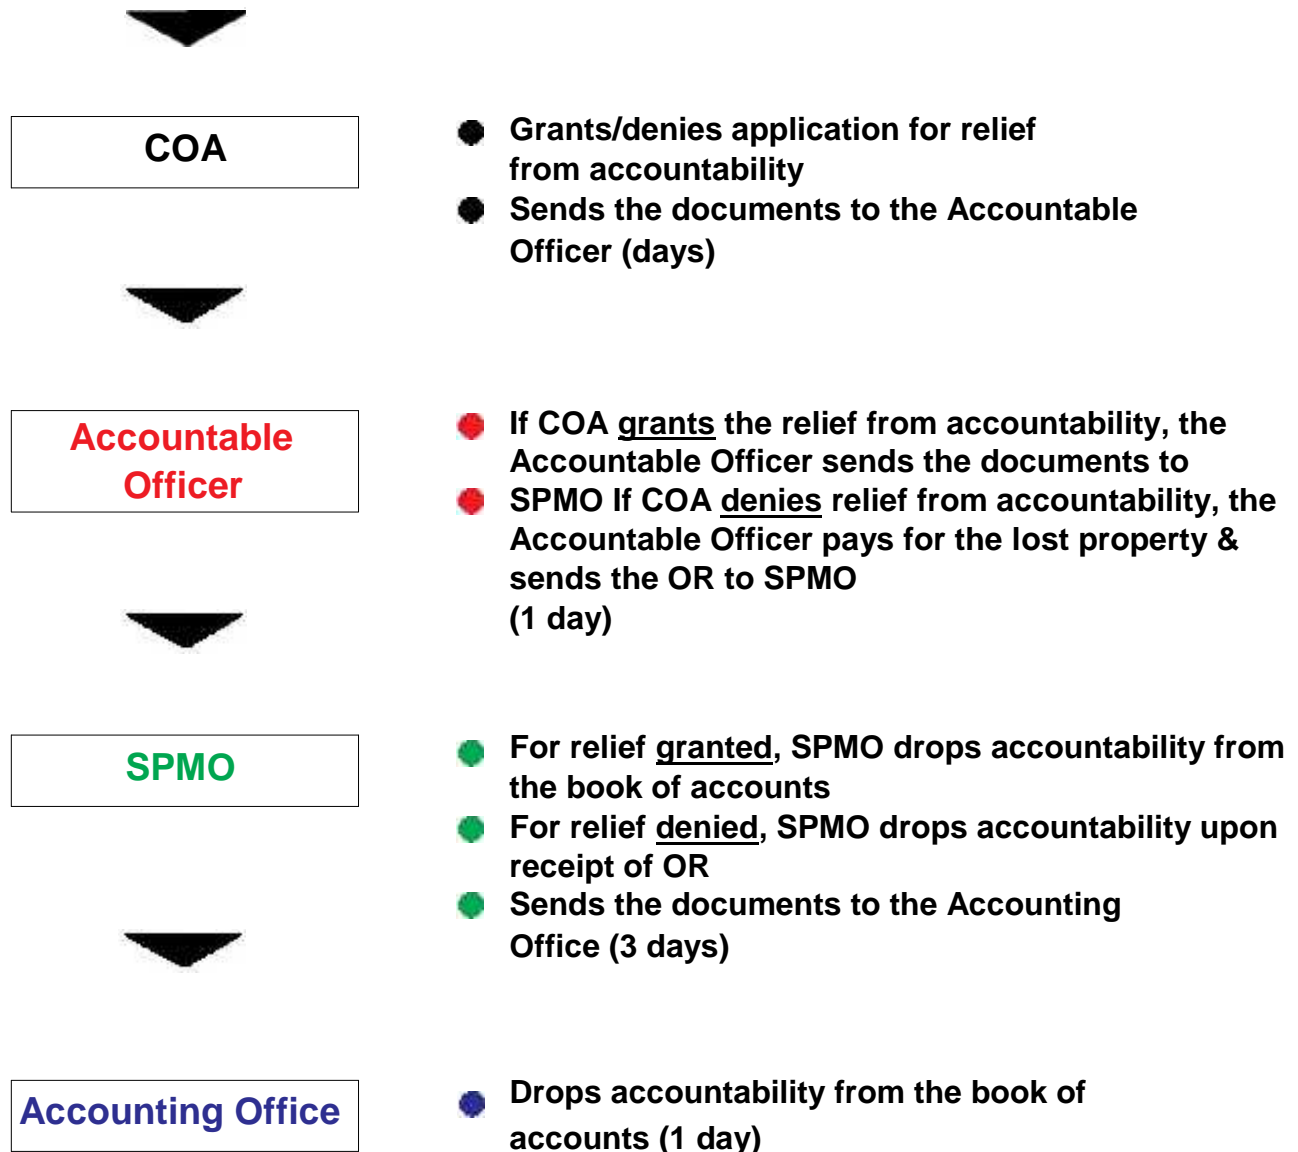 COA
Grants/denies application for relief
from accountability
Sends the documents to the Accountable
Officer (days)
Accountable
Officer
If COA grants the relief from accountability, the
Accountable Officer sends the documents to
SPMO If COA denies relief from accountability, the
Accountable Officer pays for the lost property &
sends the OR to SPMO
(1 day)
SPMO
For relief granted, SPMO drops accountability from
the book of accounts
For relief denied, SPMO drops accountability upon
receipt of OR
Sends the documents to the Accounting
Office (3 days)
Accounting Office
Drops accountability from the book of
accounts (1 day)